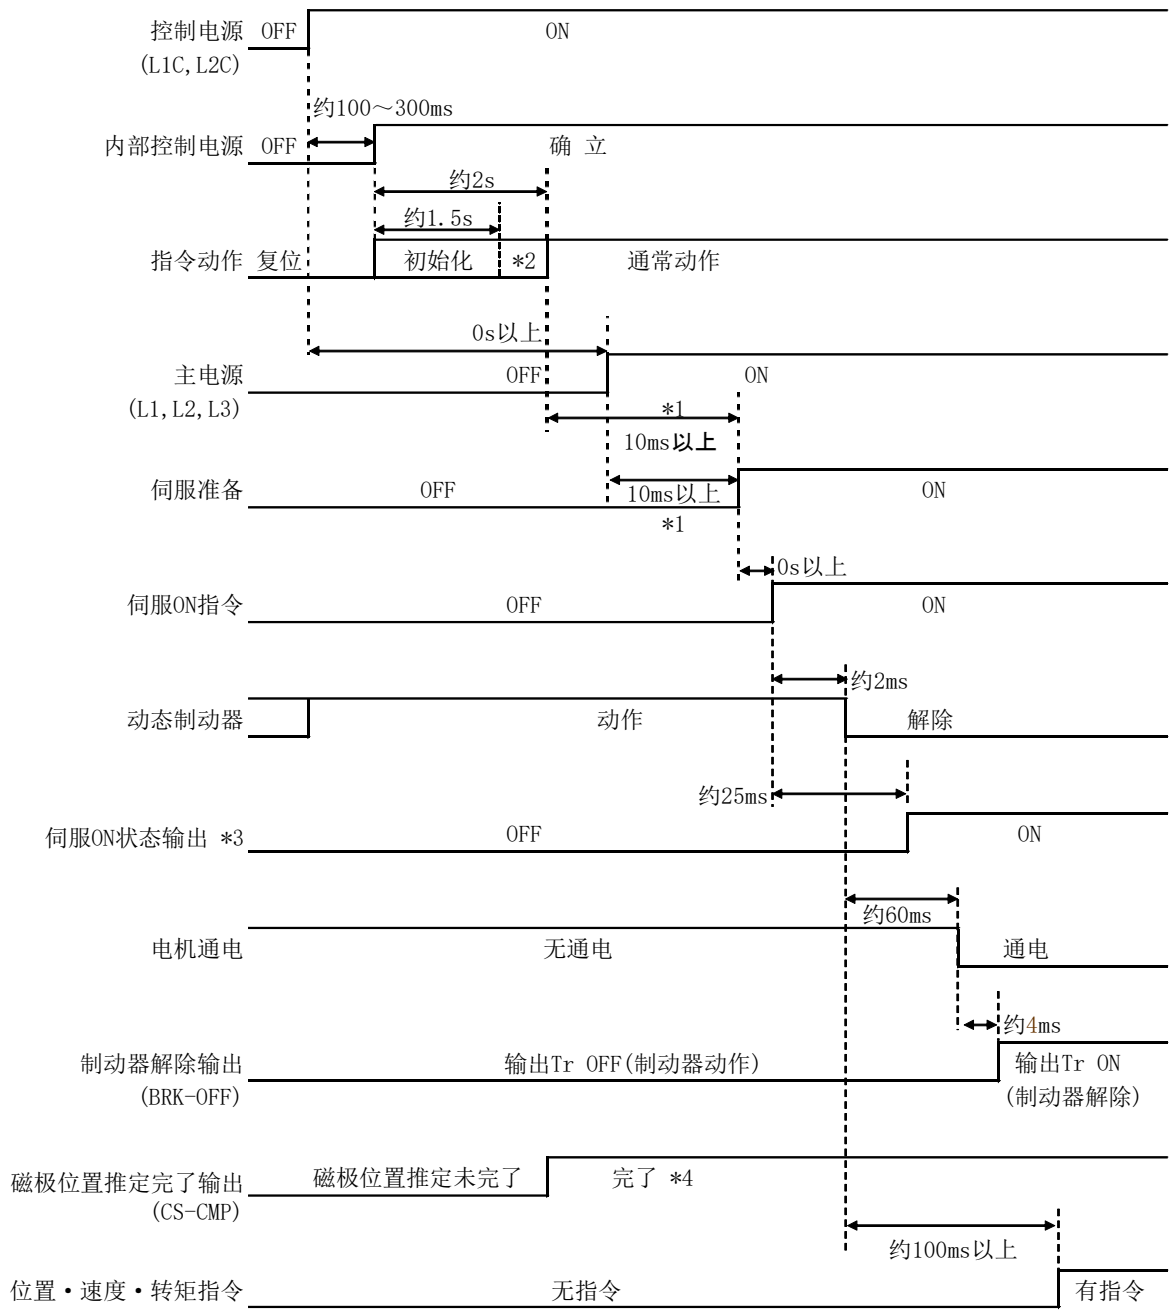 控制电源 OFF ON
(L1C, L2C)
约100～300ms
内部控制电源 OFF 确 立
约2s
约1.5s
指令动作 复位 初始化 *2 通常动作
0s以上
主电源 OFF ON
(L1, L2, L3)
*1
10ms以上
伺服准备 OFF 10ms以上 ON
*1
0s以上
伺服ON指令 OFF ON
约2ms
动态制动器 动作 解除
约25ms
伺服ON状态输出 *3 OFF ON
约60ms
电机通电 无通电 通电
约4ms
制动器解除输出 输出Tr OFF(制动器动作) 输出Tr ON
(BRK-OFF) (制动器解除)
磁极位置推定完了输出 磁极位置推定未完了 完了 *4
(CS-CMP)
约100ms以上
位置·速度·转矩指令 无指令 有指令